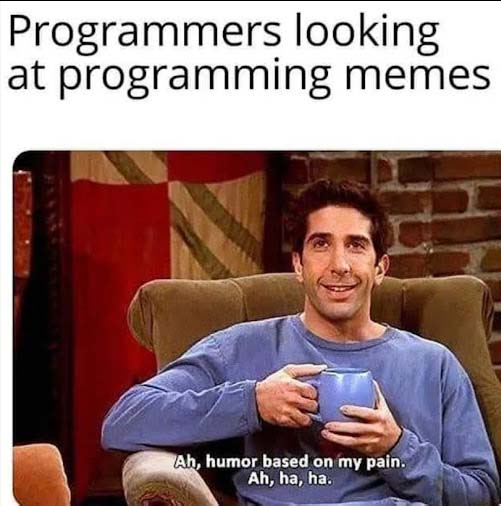 Programmers looking
at programming memes
Ah, humor based on my pain.
Ah, ha, ha.